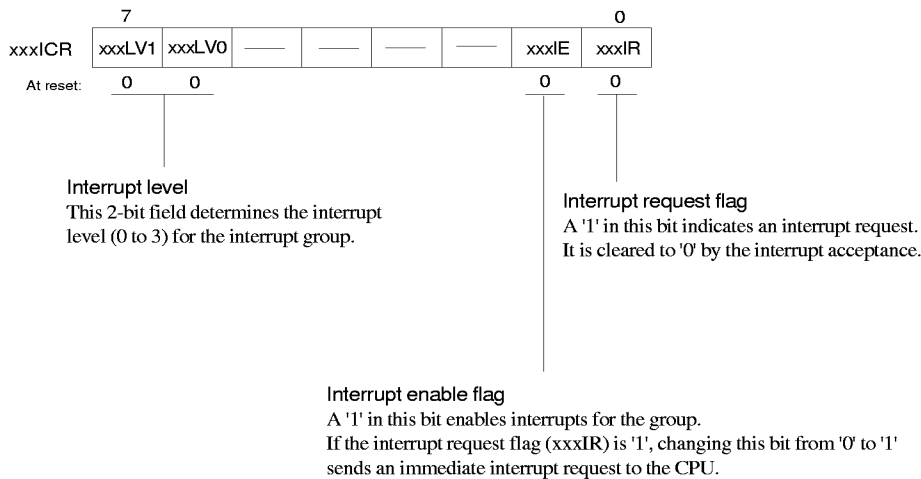 7 0
xxxICR xxxLV1 xxxLV0 — — — — xxxIE xxxIR
At reset: 0 0 0 0
Interrupt level
This 2-bit field determines the interrupt
level (0 to 3) for the interrupt group.
Interrupt request flag
A '1' in this bit indicates an interrupt request.
It is cleared to '0' by the interrupt acceptance.
Interrupt enable flag
A '1' in this bit enables interrupts for the group.
If the interrupt request flag (xxxIR) is '1', changing this bit from '0' to '1'
sends an immediate interrupt request to the CPU.